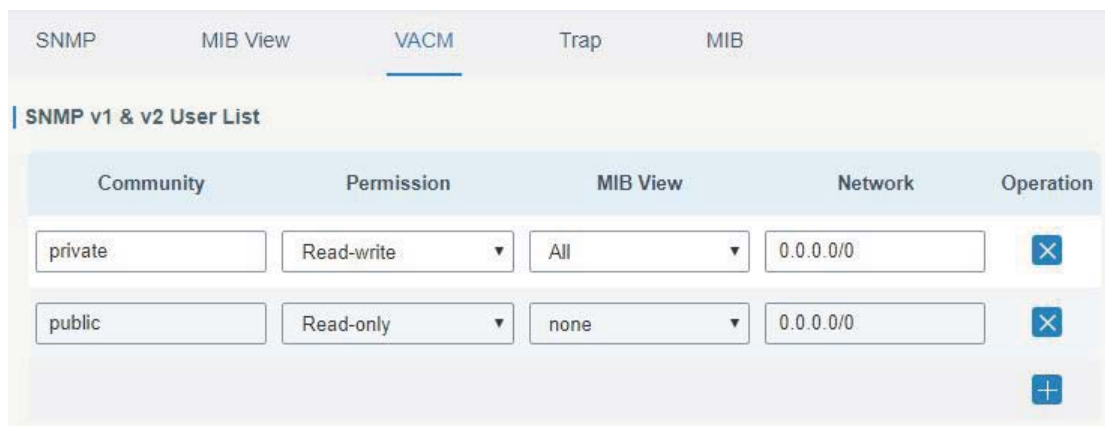 SNMP MIB View VACM Trap MIB
SNMP v1 & v2 User List
Community Permission MIB View Network Operation
private Read-write All 0.0.0.0/0
public Read-only none 0.0.0.0/0